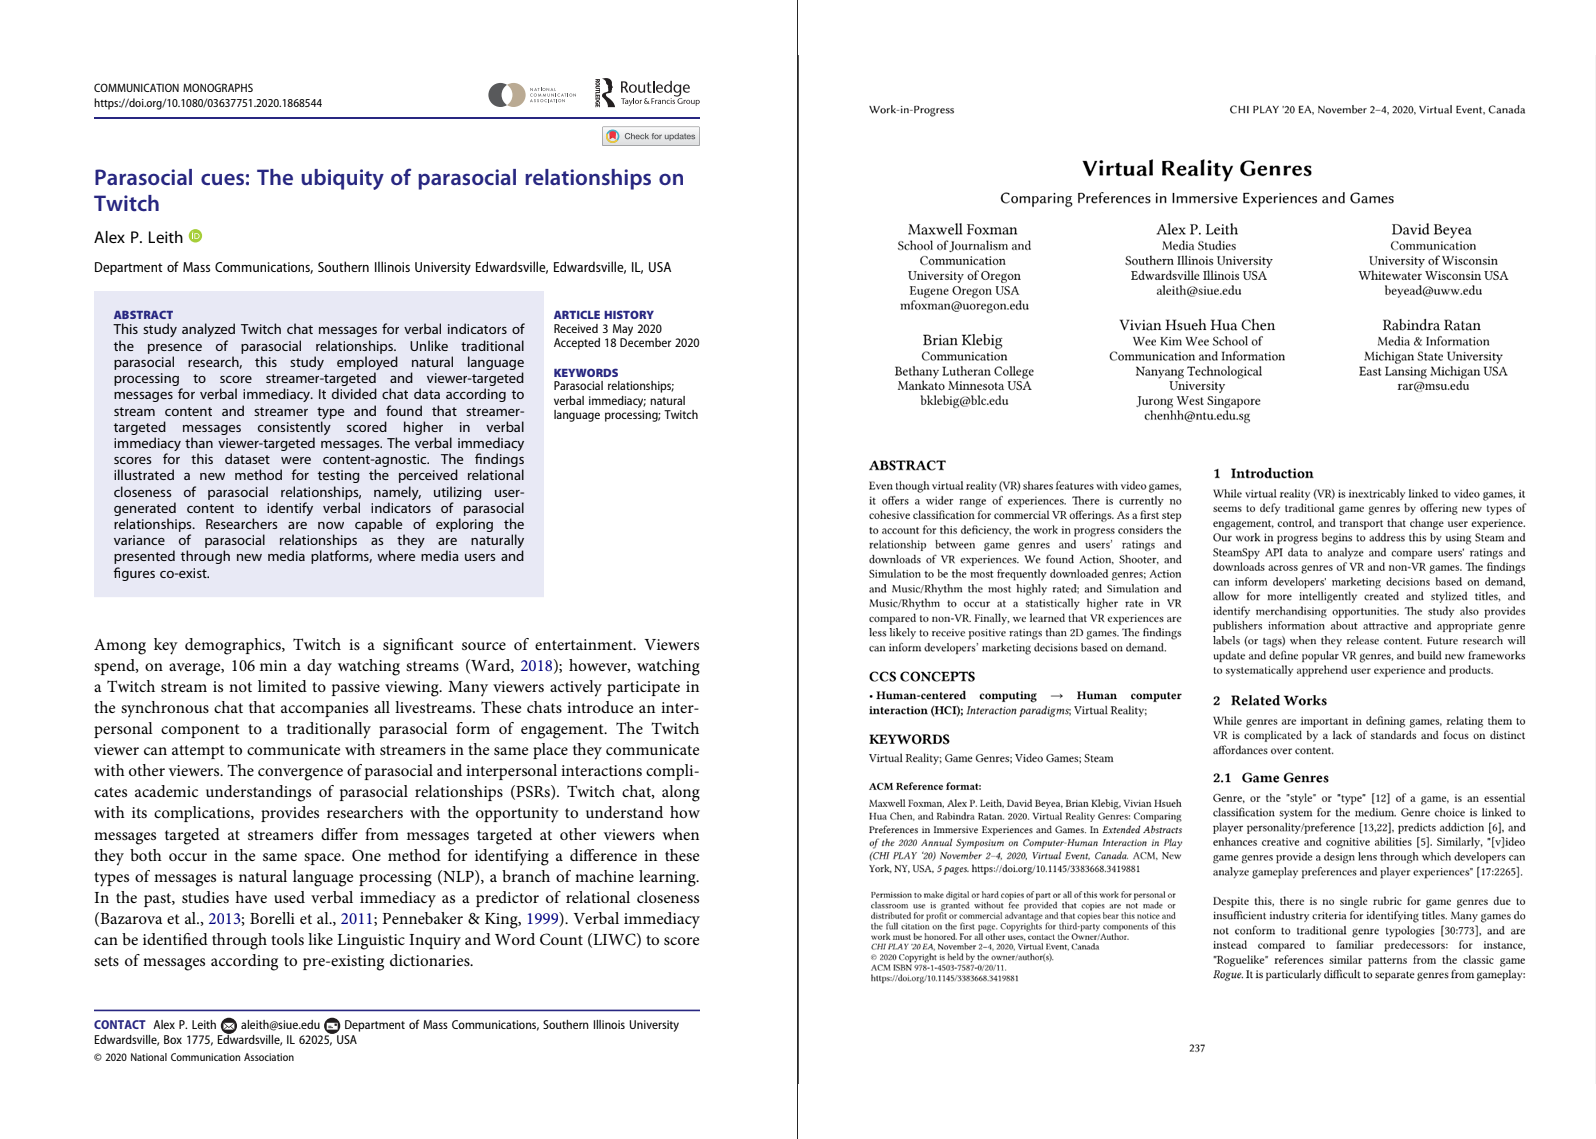 COMMUNICATION MONOGRAPHS
https://doi.org/10.1080/03637751.2020.1868544
NATIONAL
COMMUNICATION
ASSOCIATION
ROUTLEDGE
Routledge
Taylor & Francis Group
Check for updates
Parasocial cues: The ubiquity of parasocial relationships on
Twitch
Alex P. Leith iD
Department of Mass Communications, Southern Illinois University Edwardsville, Edwardsville, IL, USA
ABSTRACT
This study analyzed Twitch chat messages for verbal indicators of
the presence of parasocial relationships. Unlike traditional
parasocial research, this study employed natural language
processing to score streamer-targeted and viewer-targeted
messages for verbal immediacy. It divided chat data according to
stream content and streamer type and found that streamer-
targeted messages consistently scored higher in verbal
immediacy than viewer-targeted messages. The verbal immediacy
scores for this dataset were content-agnostic. The findings
illustrated a new method for testing the perceived relational
closeness of parasocial relationships, namely, utilizing user-
generated content to identify verbal indicators of parasocial
relationships. Researchers are now capable of exploring the
variance of parasocial relationships as they are naturally
presented through new media platforms, where media users and
figures co-exist.
ARTICLE HISTORY
Received 3 May 2020
Accepted 18 December 2020
KEYWORDS
Parasocial relationships;
verbal immediacy; natural
language processing; Twitch
Among key demographics, Twitch is a significant source of entertainment. Viewers
spend, on average, 106 min a day watching streams (Ward, 2018); however, watching
a Twitch stream is not limited to passive viewing. Many viewers actively participate in
the synchronous chat that accompanies all livestreams. These chats introduce an inter-
personal component to a traditionally parasocial form of engagement. The Twitch
viewer can attempt to communicate with streamers in the same place they communicate
with other viewers. The convergence of parasocial and interpersonal interactions compli-
cates academic understandings of parasocial relationships (PSRs). Twitch chat, along
with its complications, provides researchers with the opportunity to understand how
messages targeted at streamers differ from messages targeted at other viewers when
they both occur in the same space. One method for identifying a difference in these
types of messages is natural language processing (NLP), a branch of machine learning.
In the past, studies have used verbal immediacy as a predictor of relational closeness
(Bazarova et al., 2013; Borelli et al., 2011; Pennebaker & King, 1999). Verbal immediacy
can be identified through tools like Linguistic Inquiry and Word Count (LIWC) to score
sets of messages according to pre-existing dictionaries.
CONTACT Alex P. Leith aleith@siue.edu Department of Mass Communications, Southern Illinois University
Edwardsville, Box 1775, Edwardsville, IL 62025, USA
© 2020 National Communication Association
Work-in-Progress
CHI PLAY '20 EA, November 2–4, 2020, Virtual Event, Canada
Virtual Reality Genres
Comparing Preferences in Immersive Experiences and Games
Maxwell Foxman
School of Journalism and
Communication
University of Oregon
Eugene Oregon USA
mfoxman@uoregon.edu
Alex P. Leith
Media Studies
Southern Illinois University
Edwardsville Illinois USA
aleith@siue.edu
David Beyea
Communication
University of Wisconsin
Whitewater Wisconsin USA
beyead@uww.edu
Brian Klebig
Communication
Bethany Lutheran College
Mankato Minnesota USA
bklebig@blc.edu
Vivian Hsueh Hua Chen
Wee Kim Wee School of
Communication and Information
Nanyang Technological
University
Jurong West Singapore
chenhh@ntu.edu.sg
Rabindra Ratan
Media & Information
Michigan State University
East Lansing Michigan USA
rar@msu.edu
ABSTRACT
Even though virtual reality (VR) shares features with video games,
it offers a wider range of experiences. There is currently no
cohesive classification for commercial VR offerings. As a first step
to account for this deficiency, the work in progress considers the
relationship between game genres and users' ratings and
downloads of VR experiences. We found Action, Shooter, and
Simulation to be the most frequently downloaded genres; Action
and Music/Rhythm the most highly rated; and Simulation and
Music/Rhythm to occur at a statistically higher rate in VR
compared to non-VR. Finally, we learned that VR experiences are
less likely to receive positive ratings than 2D games. The findings
can inform developers' marketing decisions based on demand.
CCS CONCEPTS
• Human-centered computing → Human computer
interaction (HCI); Interaction paradigms; Virtual Reality;
KEYWORDS
Virtual Reality; Game Genres; Video Games; Steam
ACM Reference format:
Maxwell Foxman, Alex P. Leith, David Beyea, Brian Klebig, Vivian Hsueh
Hua Chen, and Rabindra Ratan. 2020. Virtual Reality Genres: Comparing
Preferences in Immersive Experiences and Games. In Extended Abstracts
of the 2020 Annual Symposium on Computer-Human Interaction in Play
(CHI PLAY '20) November 2–4, 2020, Virtual Event, Canada. ACM, New
York, NY, USA, 5 pages. https://doi.org/10.1145/3383668.3419881
Permission to make digital or hard copies of part or all of this work for personal or
classroom use is granted without fee provided that copies are not made or
distributed for profit or commercial advantage and that copies bear this notice and
the full citation on the first page. Copyrights for third-party components of this
work must be honored. For all other uses, contact the Owner/Author.
CHI PLAY '20 EA, November 2–4, 2020, Virtual Event, Canada
© 2020 Copyright is held by the owner/author(s).
ACM ISBN 978-1-4503-7587-0/20/11.
https://doi.org/10.1145/3383668.3419881
1 Introduction
While virtual reality (VR) is inextricably linked to video games, it
seems to defy traditional game genres by offering new types of
engagement, control, and transport that change user experience.
Our work in progress begins to address this by using Steam and
SteamSpy API data to analyze and compare users' ratings and
downloads across genres of VR and non-VR games. The findings
can inform developers' marketing decisions based on demand,
allow for more intelligently created and stylized titles, and
identify merchandising opportunities. The study also provides
publishers information about attractive and appropriate genre
labels (or tags) when they release content. Future research will
update and define popular VR genres, and build new frameworks
to systematically apprehend user experience and products.
2 Related Works
While genres are important in defining games, relating them to
VR is complicated by a lack of standards and focus on distinct
affordances over content.
2.1 Game Genres
Genre, or the "style" or "type" [12] of a game, is an essential
classification system for the medium. Genre choice is linked to
player personality/preference [13,22], predicts addiction [6], and
enhances creative and cognitive abilities [5]. Similarly, "[v]ideo
game genres provide a design lens through which developers can
analyze gameplay preferences and player experiences" [17:2265].
Despite this, there is no single rubric for game genres due to
insufficient industry criteria for identifying titles. Many games do
not conform to traditional genre typologies [30:773], and are
instead compared to familiar predecessors: for instance,
"Roguelike" references similar patterns from the classic game
Rogue. It is particularly difficult to separate genres from gameplay:
237